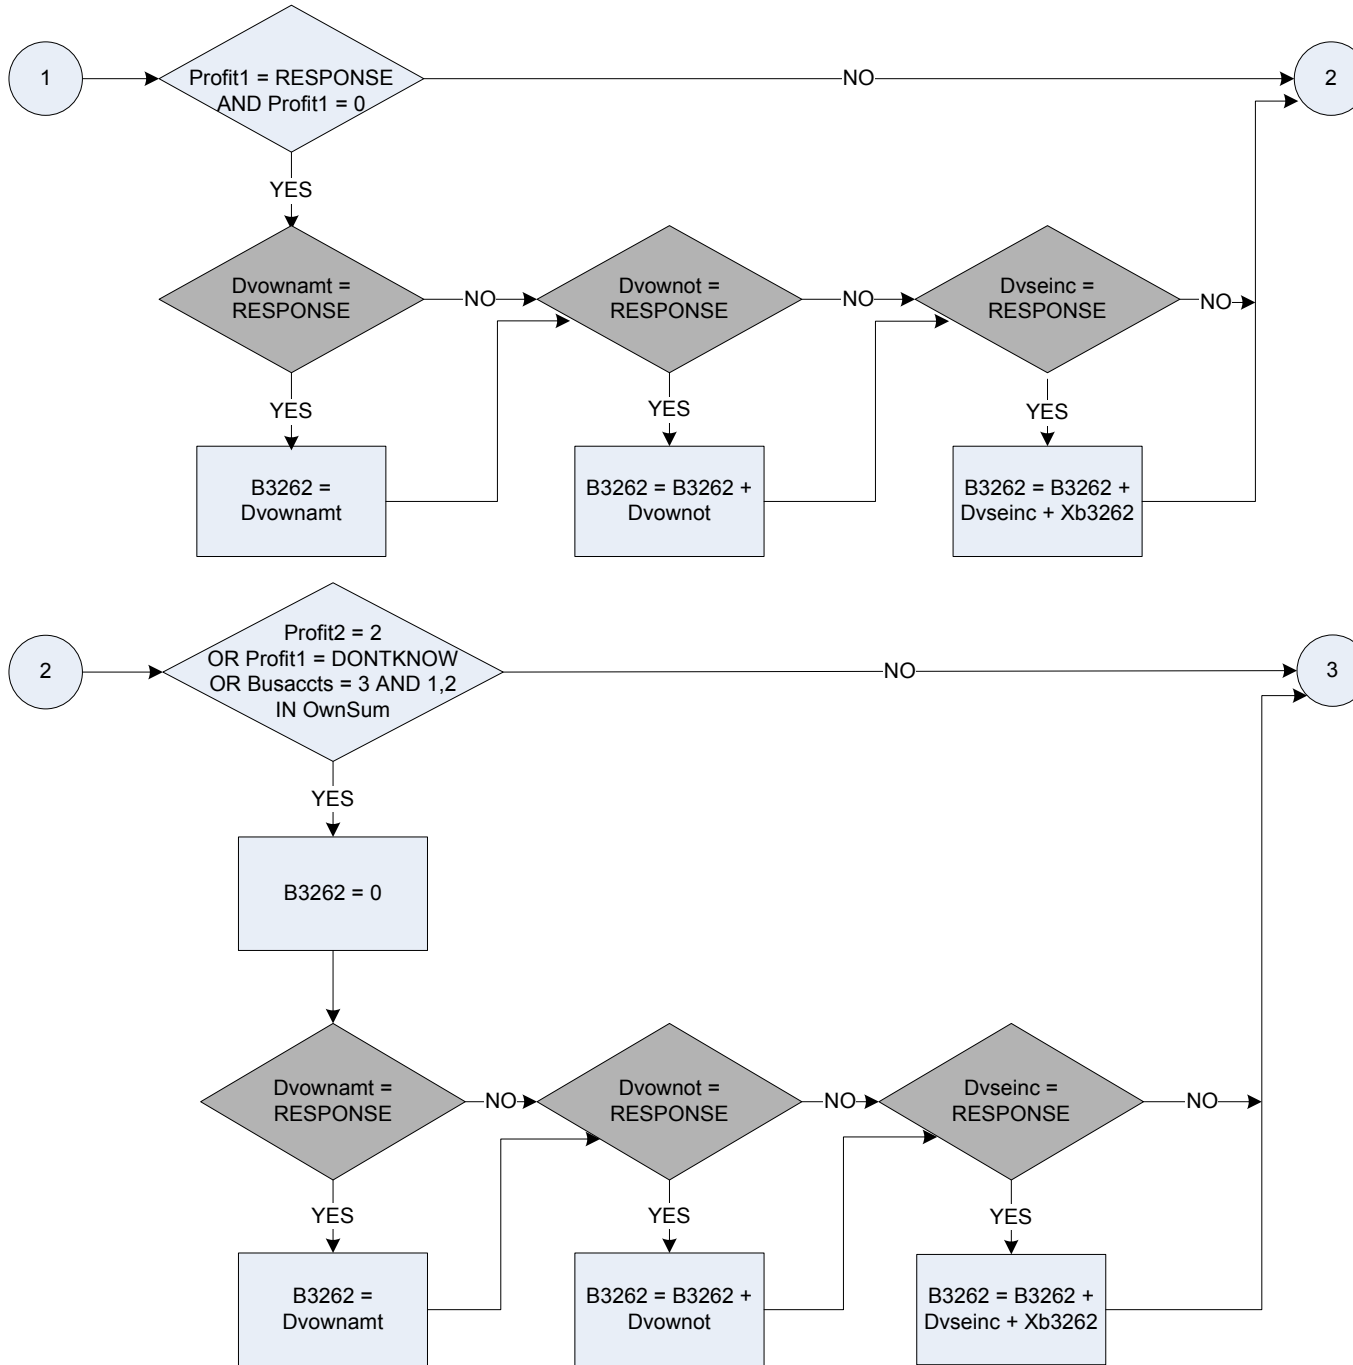 1
Profit1 = RESPONSE
AND Profit1 = 0
NO
2
YES
Dvownamt =
RESPONSE
NO
Dvownot =
RESPONSE
NO
Dvseinc =
RESPONSE
NO
YES
YES
YES
B3262 =
Dvownamt
B3262 = B3262 +
Dvownot
B3262 = B3262 +
Dvseinc + Xb3262
2
Profit2 = 2
OR Profit1 = DONTKNOW
OR Busaccts = 3 AND 1,2
IN OwnSum
NO
3
YES
B3262 = 0
Dvownamt =
RESPONSE
NO
Dvownot =
RESPONSE
NO
Dvseinc =
RESPONSE
NO
YES
YES
YES
B3262 =
Dvownamt
B3262 = B3262 +
Dvownot
B3262 = B3262 +
Dvseinc + Xb3262